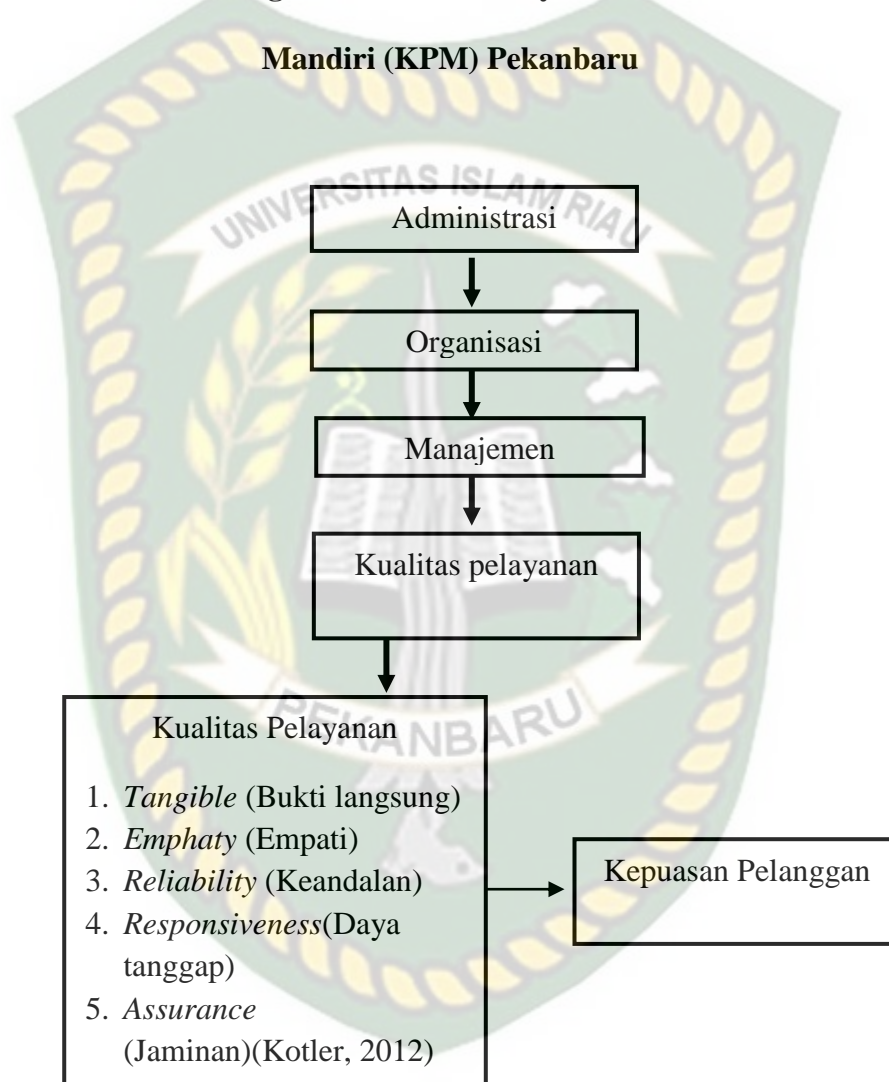 Mandiri (KPM) Pekanbaru
UNIVERSITAS ISLAM RIAU
Administrasi
Organisasi
Manajemen
Kualitas pelayanan
PEKANBARU
Kualitas Pelayanan
1. Tangible (Bukti langsung)
2. Emphaty (Empati)
3. Reliability (Keandalan)
4. Responsiveness(Daya
tanggap)
5. Assurance
(Jaminan)(Kotler, 2012)
Kepuasan Pelanggan